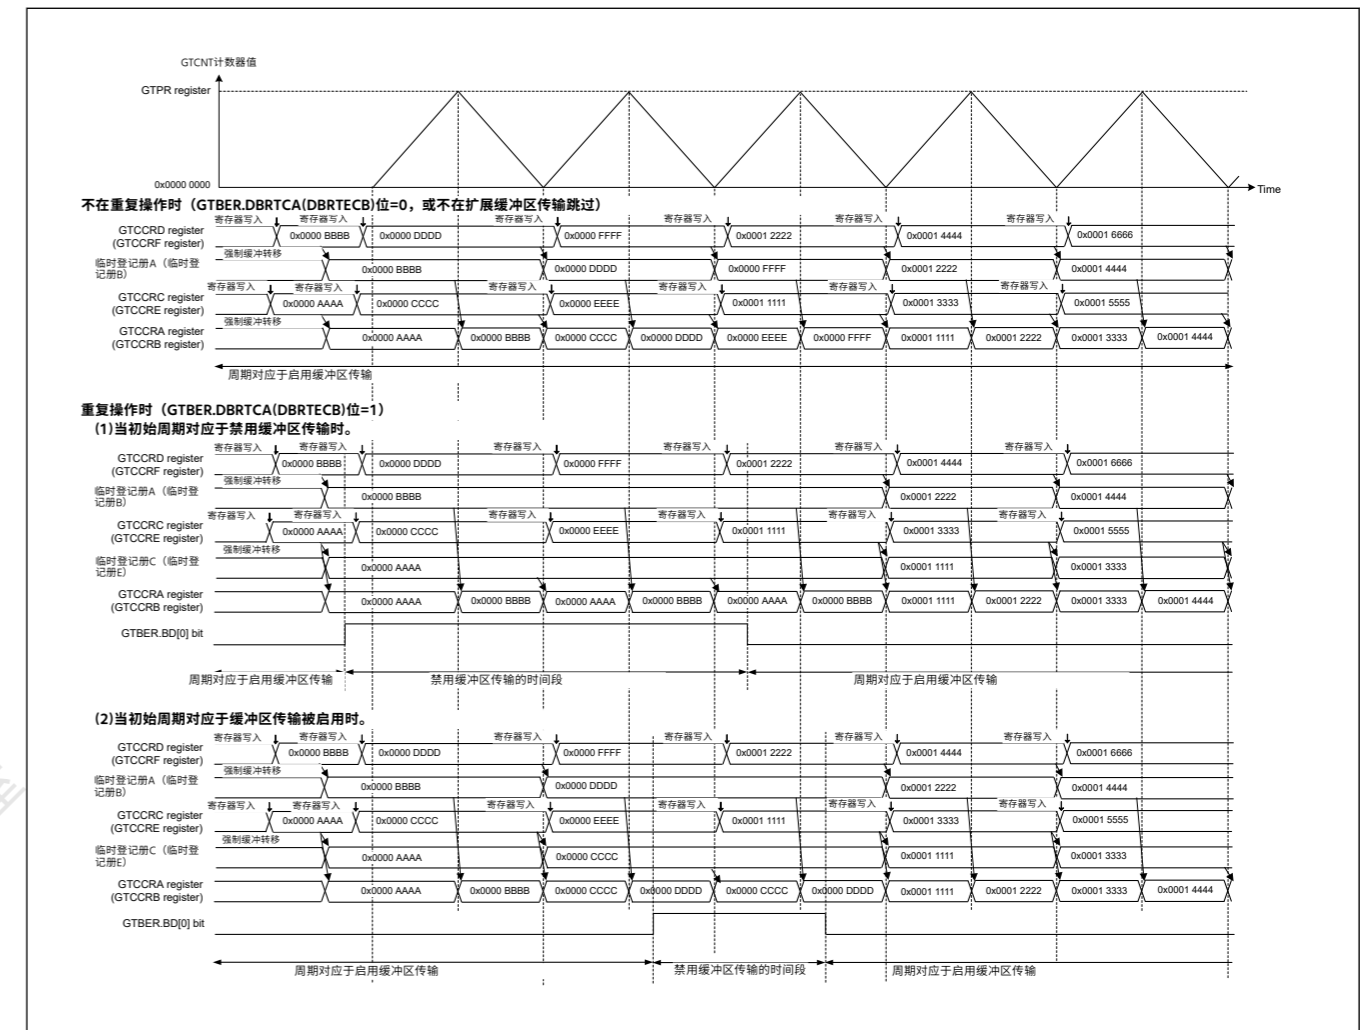 GTCNT计数器值
GTPR register
0x0000 0000
Time
不在重复操作时（GTBER.DBRTCA(DBRTECB)位=0，或不在扩展缓冲区传输跳过）
寄存器写入 寄存器写入 寄存器写入 寄存器写入 寄存器写入 寄存器写入
GTCCRD register
(GTCCRF register)
0x0000 BBBB 0x0000 DDDD 0x0000 FFFF 0x0001 2222 0x0001 4444 0x0001 6666
强制缓冲转移
临时登记册A（临时登
记册B）
0x0000 BBBB 0x0000 DDDD 0x0000 FFFF 0x0001 2222 0x0001 4444
寄存器写入 寄存器写入 寄存器写入 寄存器写入 寄存器写入 寄存器写入
GTCCRC register
(GTCCRE register)
0x0000 AAAA 0x0000 CCCC 0x0000 EEEE 0x0001 1111 0x0001 3333 0x0001 5555
强制缓冲转移
GTCCRA register
(GTCCRB register)
0x0000 AAAA 0x0000 BBBB 0x0000 CCCC 0x0000 DDDD 0x0000 EEEE 0x0000 FFFF 0x0001 1111 0x0001 2222 0x0001 3333 0x0001 4444
周期对应于启用缓冲区传输
重复操作时（GTBER.DBRTCA(DBRTECB)位=1）
(1)当初始周期对应于禁用缓冲区传输时。
寄存器写入 寄存器写入 寄存器写入 寄存器写入 寄存器写入 寄存器写入
GTCCRD register
(GTCCRF register)
0x0000 BBBB 0x0000 DDDD 0x0000 FFFF 0x0001 2222 0x0001 4444 0x0001 6666
强制缓冲转移
临时登记册A（临时登
记册B）
0x0000 BBBB 0x0001 2222 0x0001 4444
寄存器写入 寄存器写入 寄存器写入 寄存器写入 寄存器写入 寄存器写入
GTCCRC register
(GTCCRE register)
0x0000 AAAA 0x0000 CCCC 0x0000 EEEE 0x0001 1111 0x0001 3333 0x0001 5555
强制缓冲转移
临时登记册C（临时登
记册E）
0x0000 AAAA 0x0001 1111 0x0001 3333
GTCCRA register
(GTCCRB register)
0x0000 AAAA 0x0000 BBBB 0x0000 AAAA 0x0000 BBBB 0x0000 AAAA 0x0000 BBBB 0x0001 1111 0x0001 2222 0x0001 3333 0x0001 4444
GTBER.BD[0] bit
周期对应于启用缓冲区传输 禁用缓冲区传输的时间段 周期对应于启用缓冲区传输
(2)当初始周期对应于缓冲区传输被启用时。
寄存器写入 寄存器写入 寄存器写入 寄存器写入 寄存器写入 寄存器写入
GTCCRD register
(GTCCRF register)
0x0000 BBBB 0x0000 DDDD 0x0000 FFFF 0x0001 2222 0x0001 4444 0x0001 6666
强制缓冲转移
临时登记册A（临时登
记册B）
0x0000 BBBB 0x0000 DDDD 0x0001 2222 0x0001 4444
寄存器写入 寄存器写入 寄存器写入 寄存器写入 寄存器写入 寄存器写入
GTCCRC register
(GTCCRE register)
0x0000 AAAA 0x0000 CCCC 0x0000 EEEE 0x0001 1111 0x0001 3333 0x0001 5555
强制缓冲转移
临时登记册C（临时登
记册E）
0x0000 AAAA 0x0000 CCCC 0x0001 1111 0x0001 3333
GTCCRA register
(GTCCRB register)
0x0000 AAAA 0x0000 BBBB 0x0000 CCCC 0x0000 DDDD 0x0000 CCCC 0x0000 DDDD 0x0001 1111 0x0001 2222 0x0001 3333 0x0001 4444
GTBER.BD[0] bit
周期对应于启用缓冲区传输 禁用缓冲区传输的时间段 周期对应于启用缓冲区传输